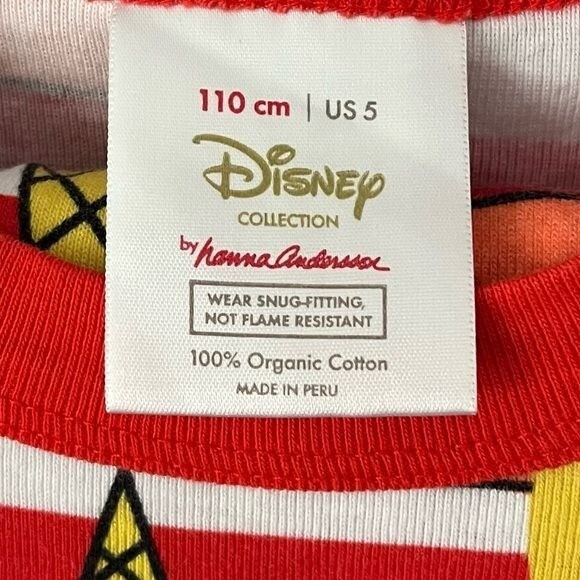 110 cm | US 5
Disney
COLLECTION
by hanna Andersson
WEAR SNUG-FITTING,
NOT FLAME RESISTANT
100% Organic Cotton
MADE IN PERU